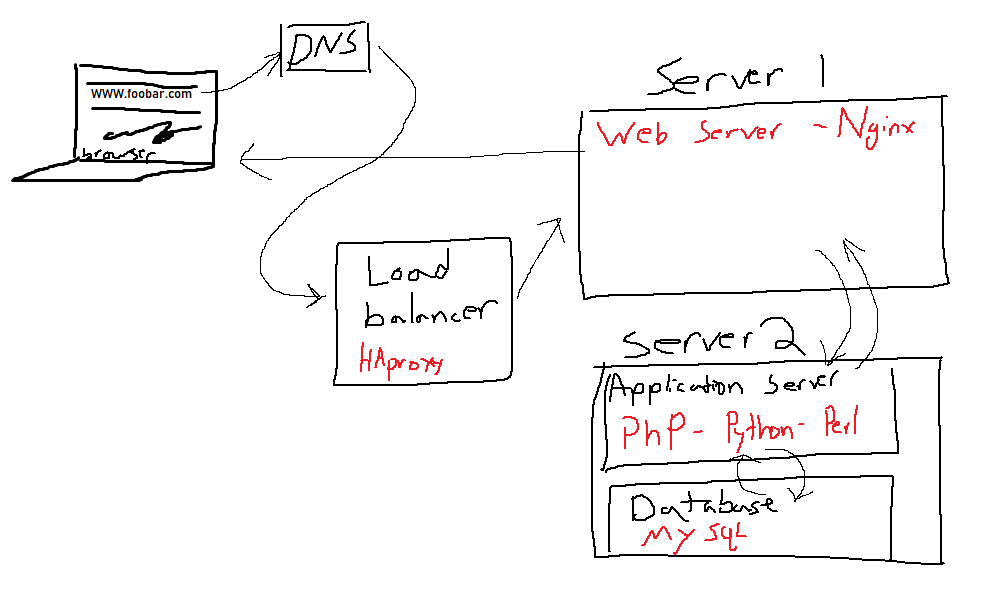 DNS
www.foobar.com
browser
Server 1
Web Server - Nginx
Load
balancer
HAproxy
Server 2
Application Server
PhP - Python - Perl
Database
My SQL